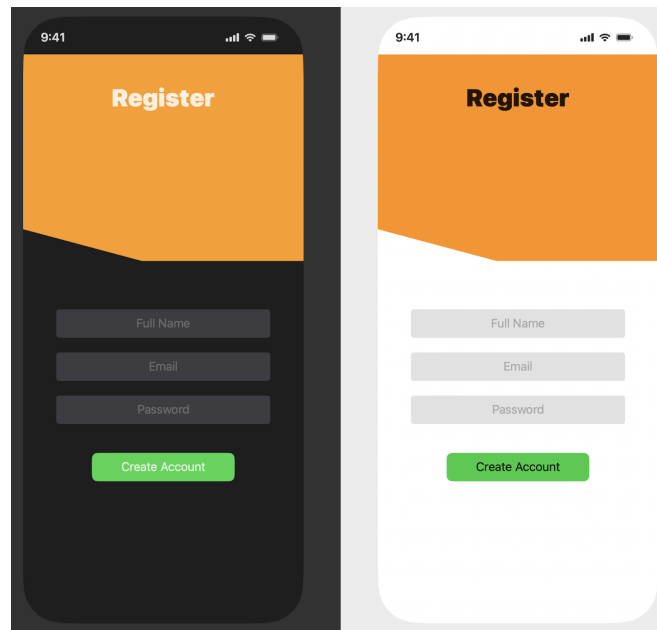 9:41
Register
Full Name
Email
Password
Create Account
9:41
Register
Full Name
Email
Password
Create Account